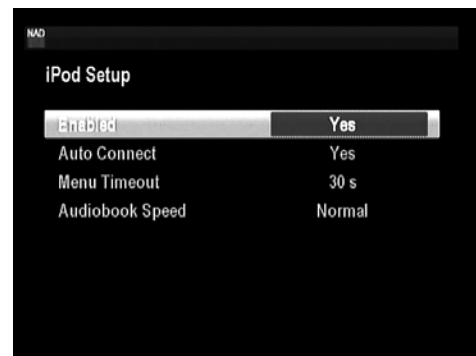 NAD
iPod Setup
Enabled Yes
Auto Connect Yes
Menu Timeout 30 s
Audiobook Speed Normal